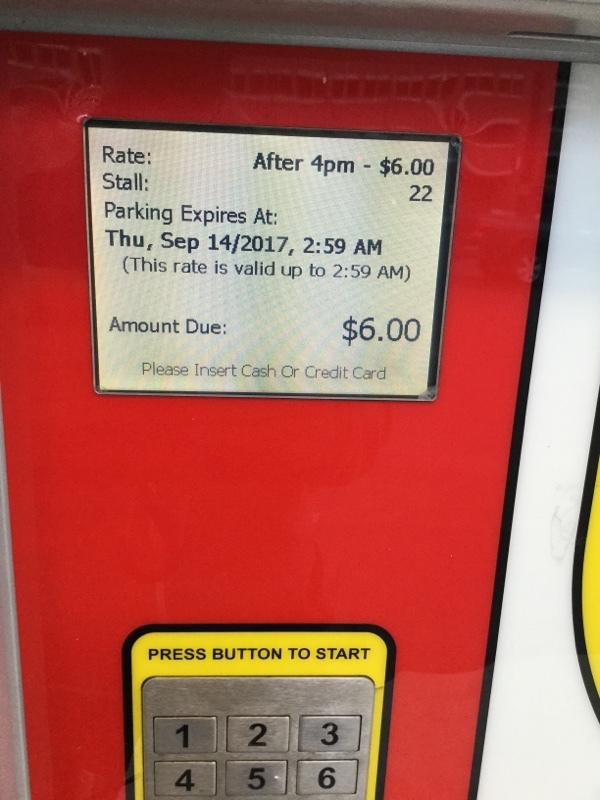 Rate: After 4pm - $6.00
Stall: 22
Parking Expires At:
Thu, Sep 14/2017, 2:59 AM
(This rate is valid up to 2:59 AM)
Amount Due: $6.00
Please Insert Cash Or Credit Card
PRESS BUTTON TO START
1 2 3
4 5 6